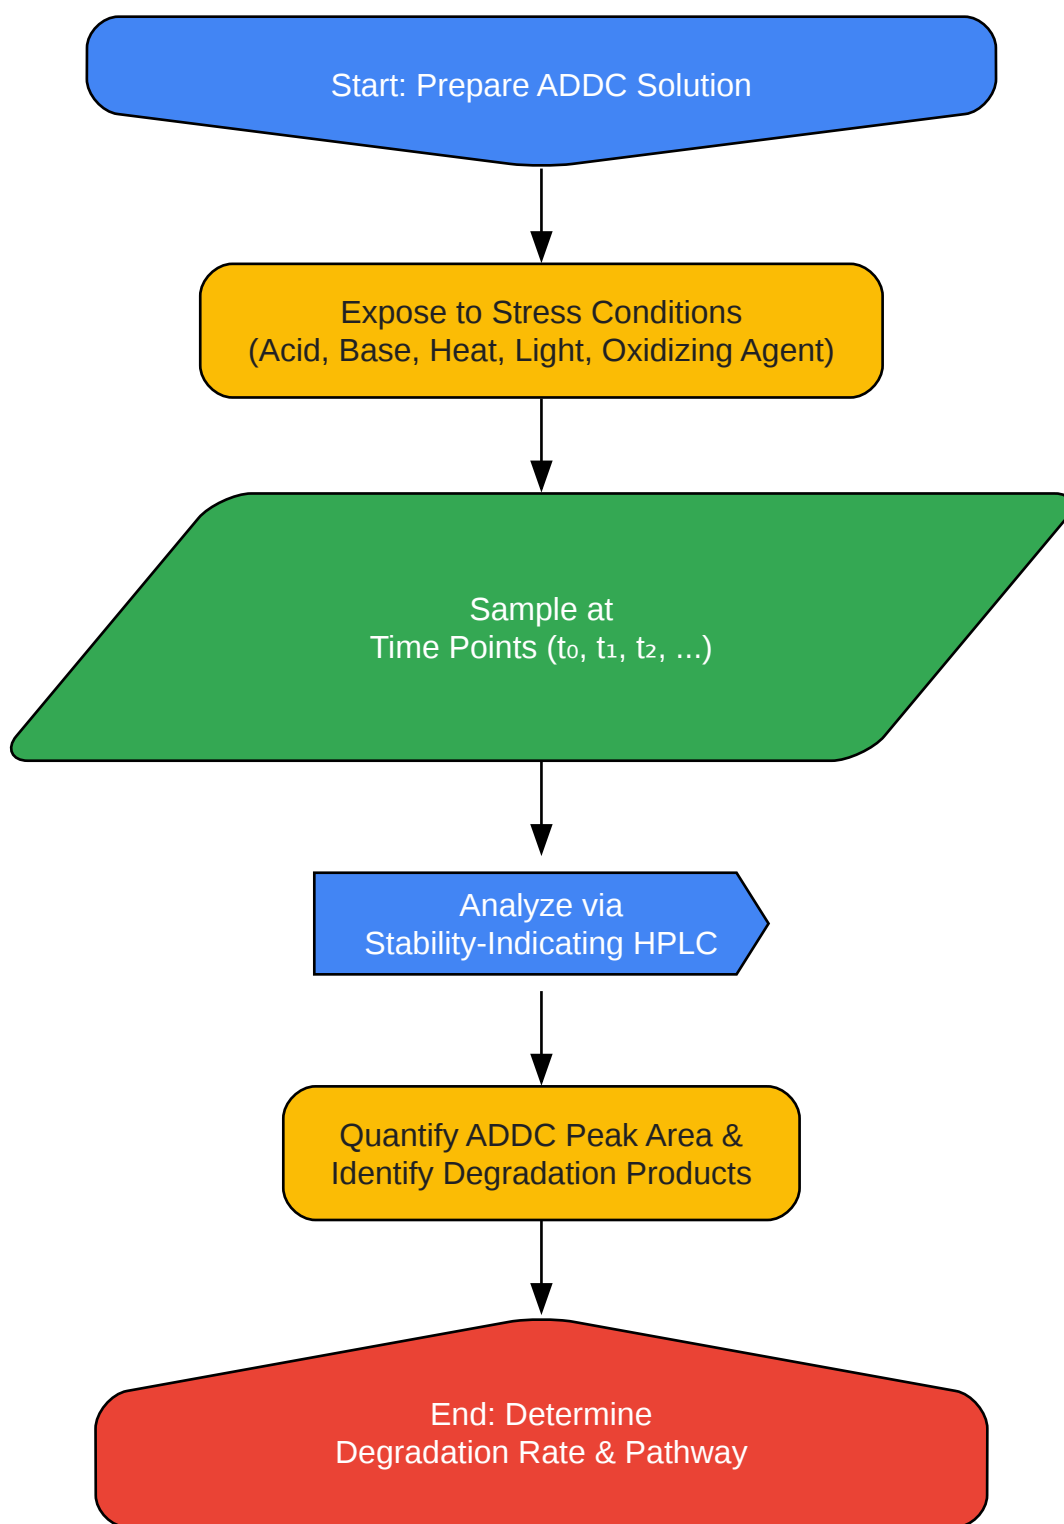 Start: Prepare ADDC Solution
Expose to Stress Conditions
(Acid, Base, Heat, Light, Oxidizing Agent)
Sample at
Time Points (t₀, t₁, t₂, ...)
Analyze via
Stability-Indicating HPLC
Quantify ADDC Peak Area &
Identify Degradation Products
End: Determine
Degradation Rate & Pathway